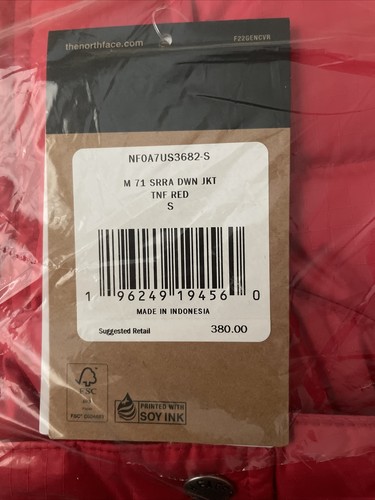 thenorthface.com F22GENCVR
NF0A7US3682-S
M 71 SRRA DWN JKT
TNF RED
S
1 96249 19456 0
MADE IN INDONESIA
Suggested Retail 380.00
FSC
PRINTED WITH
SOY INK